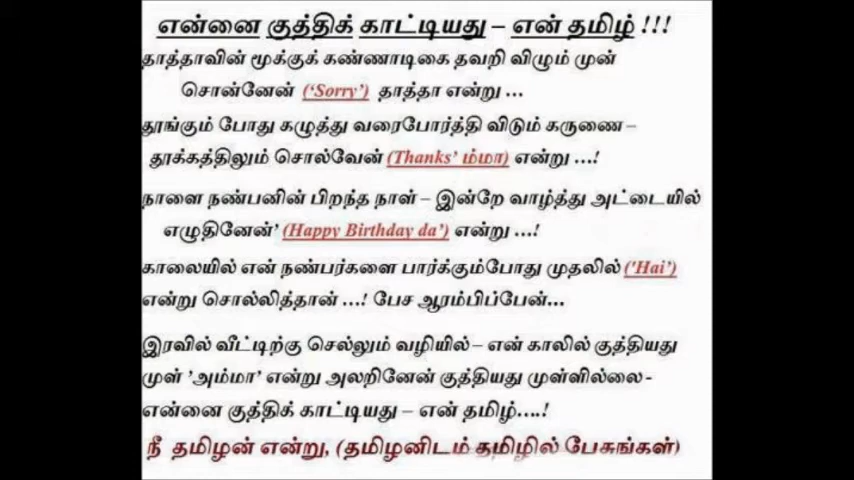 என்னை குத்திக் காட்டியது – என் தமிழ் !!!
தாத்தாவின் மூக்குக் கண்ணாடிகை தவறி விழும் முன்
சொன்னேன் (‘Sorry’) தாத்தா என்று ...
தூங்கும் போது கழுத்து வரைபோர்த்தி விடும் கருணை –
தூக்கத்திலும் சொல்வேன் (Thanks’ ம்மா) என்று ...!
நாளை நண்பனின் பிறந்த நாள் – இன்றே வாழ்த்து அட்டையில்
எழுதினேன்’ (Happy Birthday da’) என்று ...!
காலையில் என் நண்பர்களை பார்க்கும்போது முதலில் ('Hai’)
என்று சொல்லித்தான் ...! பேச ஆரம்பிப்பேன்...
இரவில் வீட்டிற்கு செல்லும் வழியில் – என் காலில் குத்தியது
முள் ’அம்மா’ என்று அலறினேன் குத்தியது முள்ளில்லை -
என்னை குத்திக் காட்டியது – என் தமிழ்....!
நீ தமிழன் என்று, (தமிழனிடம் தமிழில் பேசுங்கள்)